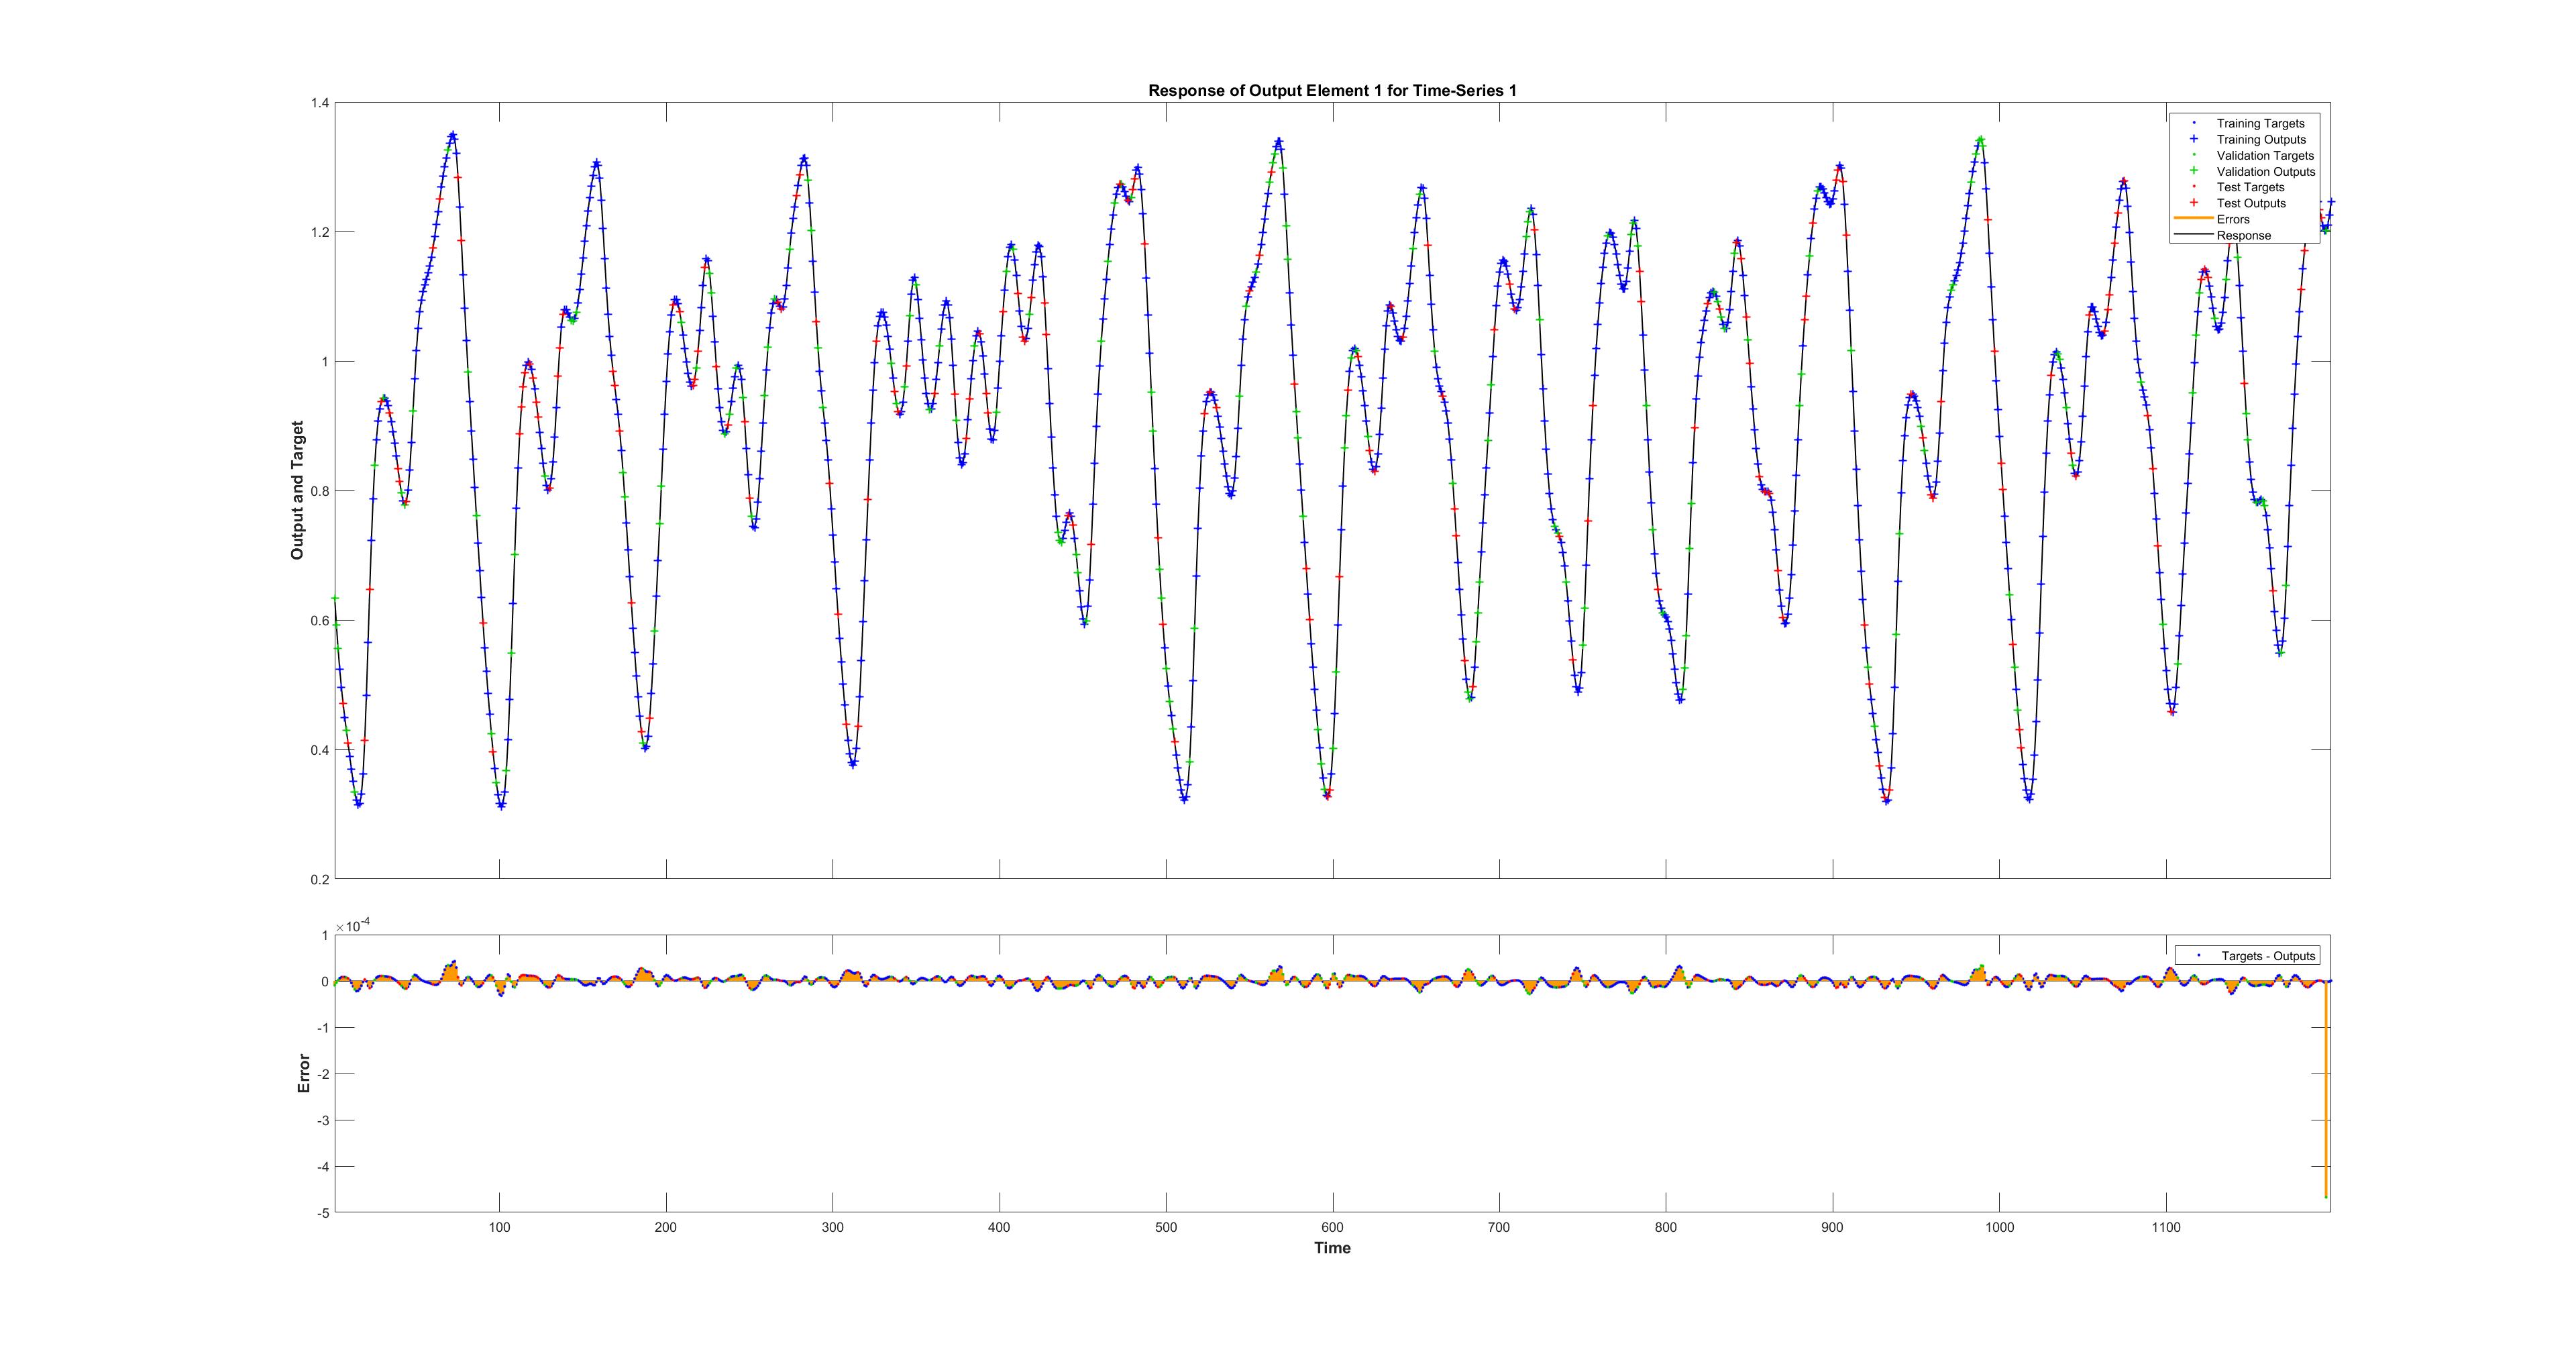 Response of Output Element 1 for Time-Series 1
1.4
1.2
1
0.8
0.6
0.4
0.2
Output and Target
Training Targets
Training Outputs
Validation Targets
Validation Outputs
Test Targets
Test Outputs
Errors
Response
×10-4
1
0
-1
-2
-3
-4
-5
Error
Targets - Outputs
100 200 300 400 500 600 700 800 900 1000 1100
Time